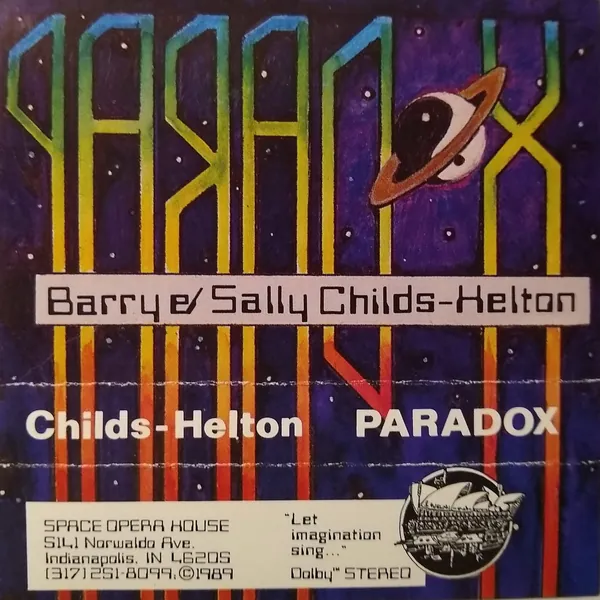 PARADOX
Barry & Sally Childs-Helton
Childs-Helton PARADOX
SPACE OPERA HOUSE
5141 Norwaldo Ave.
Indianapolis, IN 46205
(317) 251-8099, ©1989
"Let
imagination
sing..."
Dolby™ STEREO